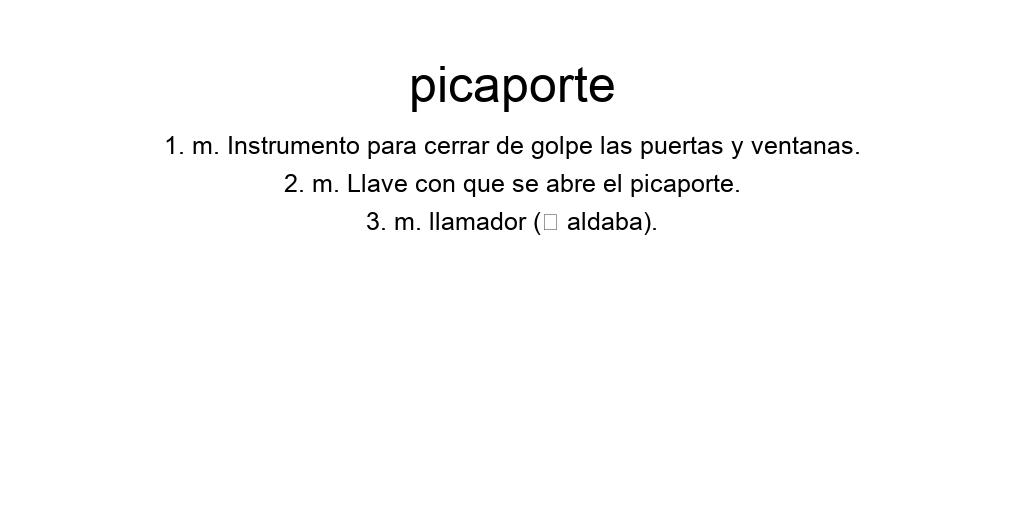 picaporte
1. m. Instrumento para cerrar de golpe las puertas y ventanas.
2. m. Llave con que se abre el picaporte.
3. m. llamador (□ aldaba).